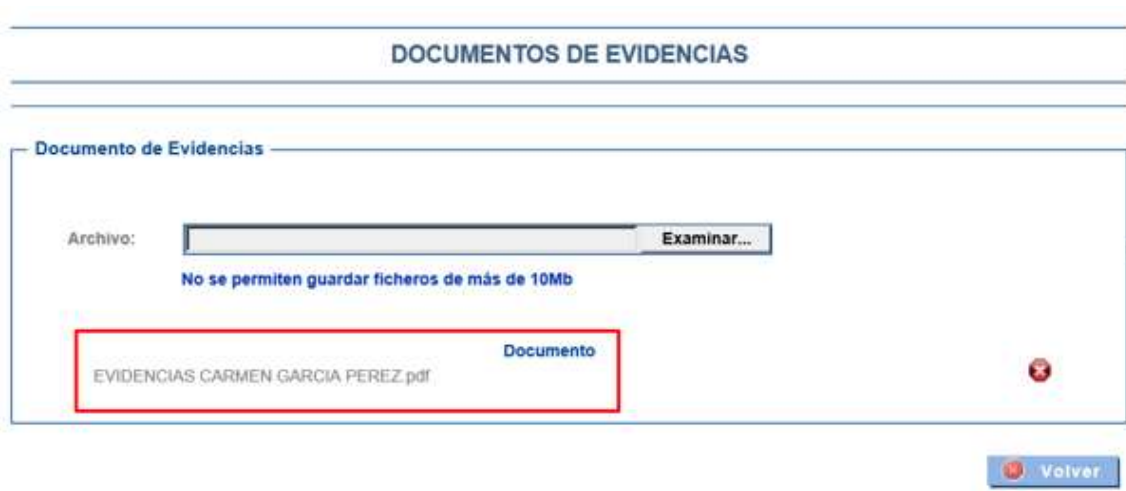 DOCUMENTOS DE EVIDENCIAS
Documento de Evidencias
Archivo:
Examinar...
No se permiten guardar ficheros de más de 10Mb
Documento
EVIDENCIAS CARMEN GARCIA PEREZ.pdf
Volver